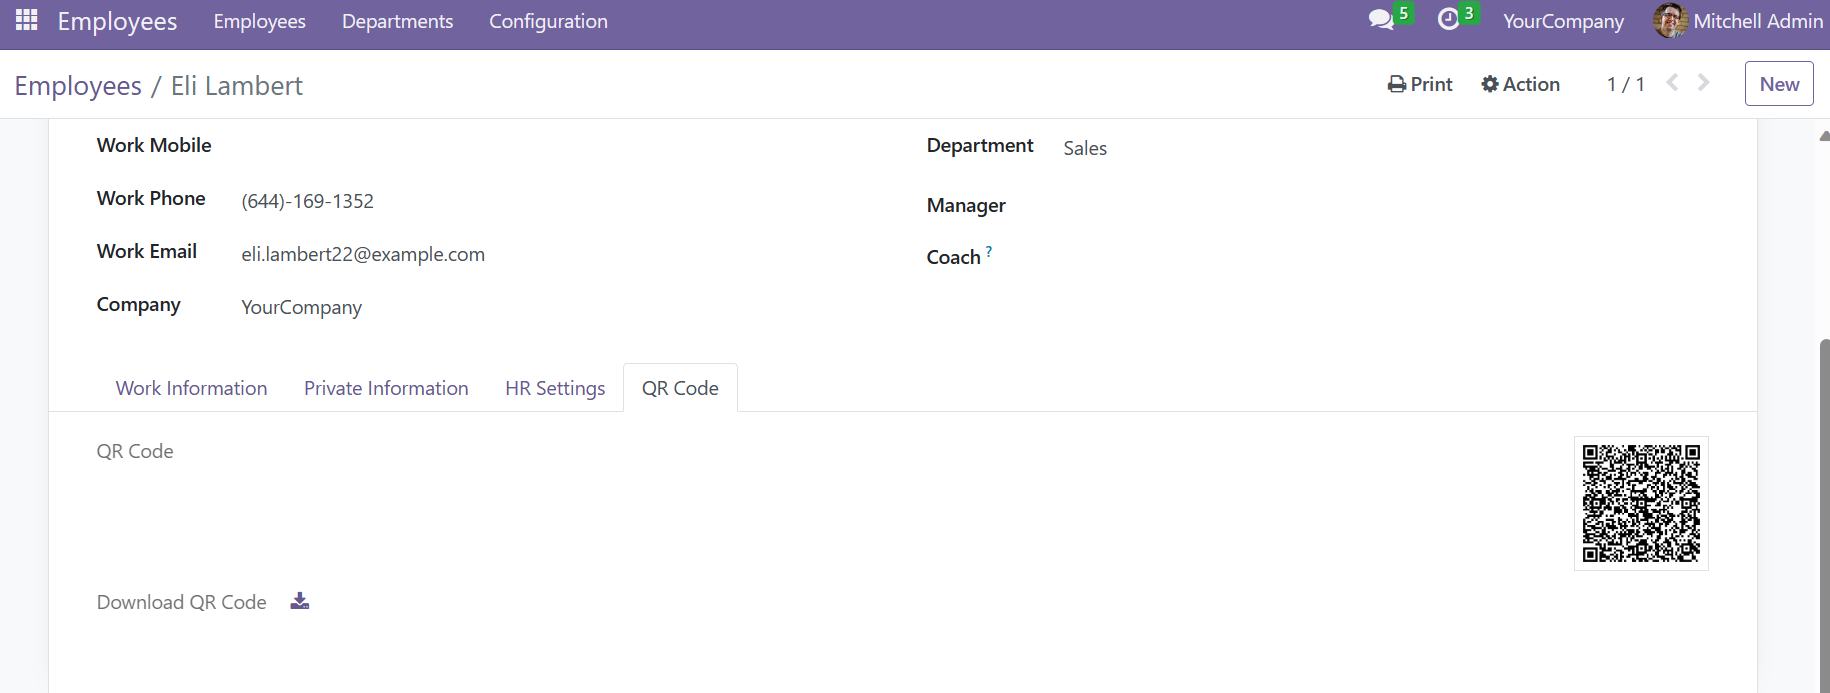 Employees Employees Departments Configuration 5 3 YourCompany Mitchell Admin
Employees / Eli Lambert Print Action 1 / 1 New
Work Mobile
Department Sales
Work Phone (644)-169-1352
Manager
Work Email eli.lambert22@example.com
Coach ?
Company YourCompany
Work Information Private Information HR Settings QR Code
QR Code
Download QR Code